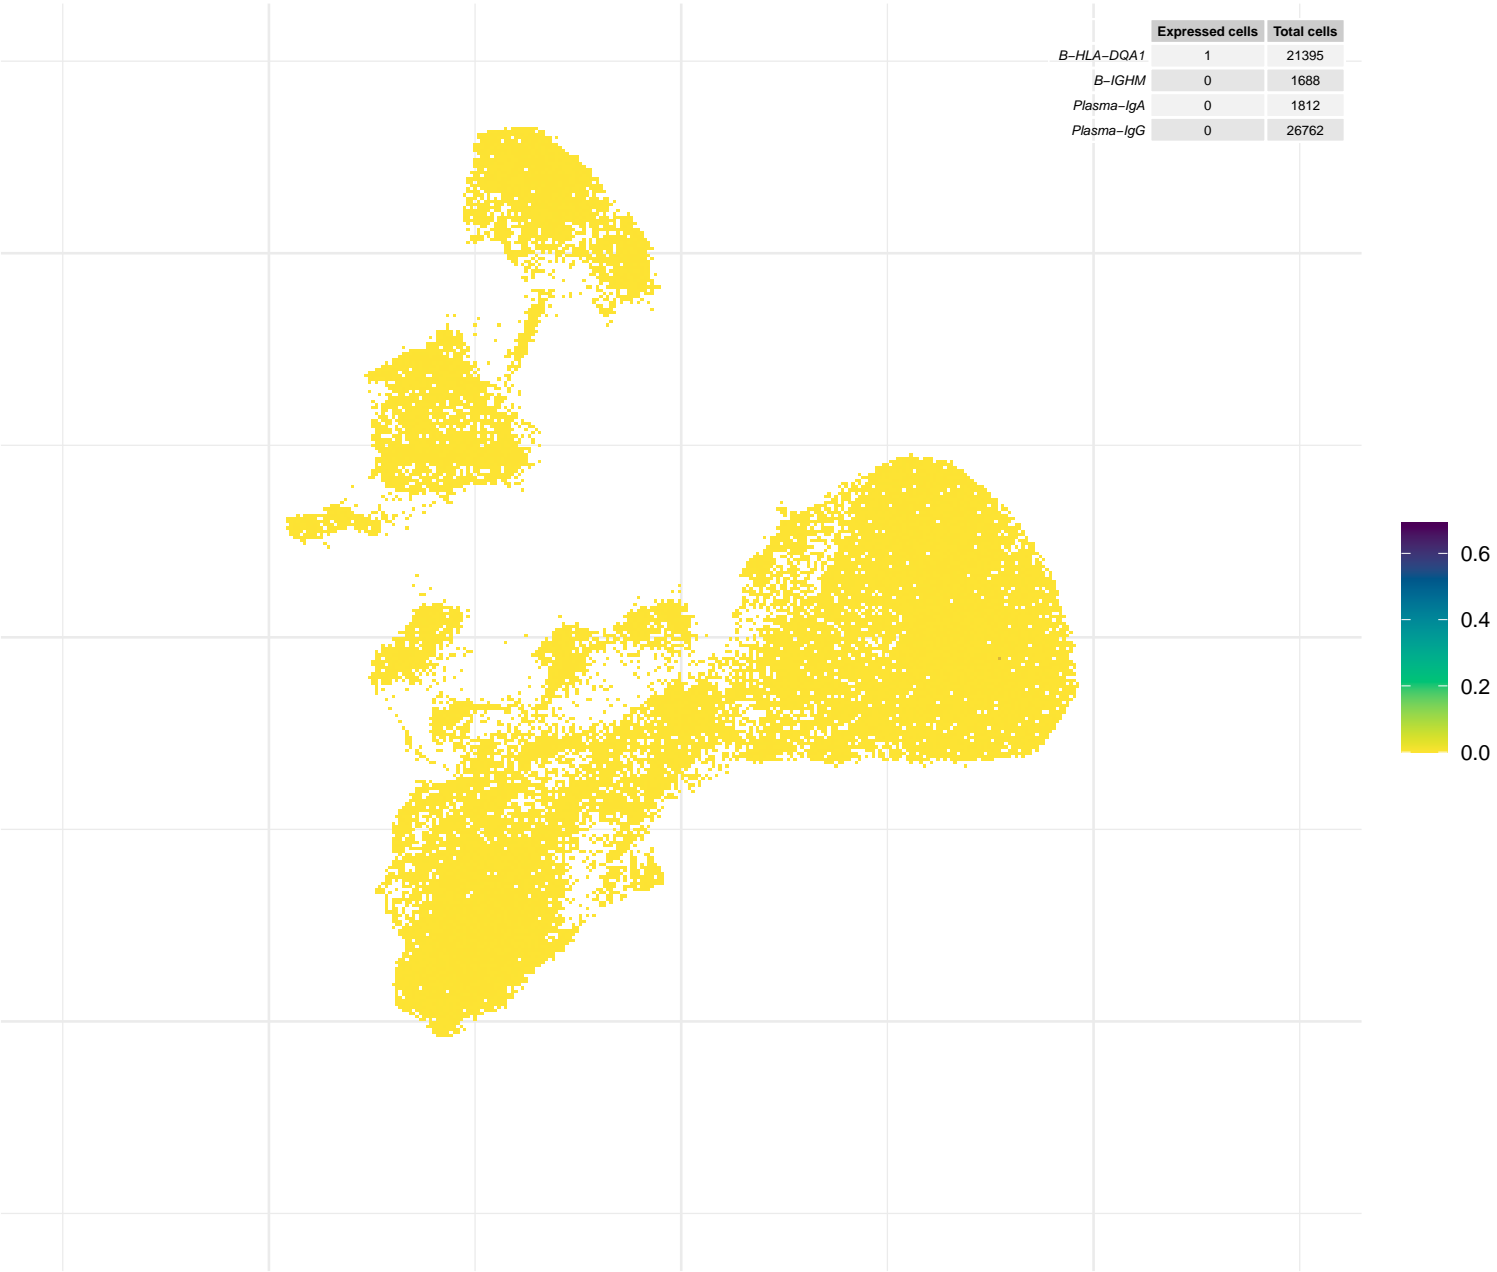 Expressed cells Total cells
B−HLA−DQA1 1 21395
B−IGHM 0 1688
Plasma−IgA 0 1812
Plasma−IgG 0 26762
0.6
0.4
0.2
0.0